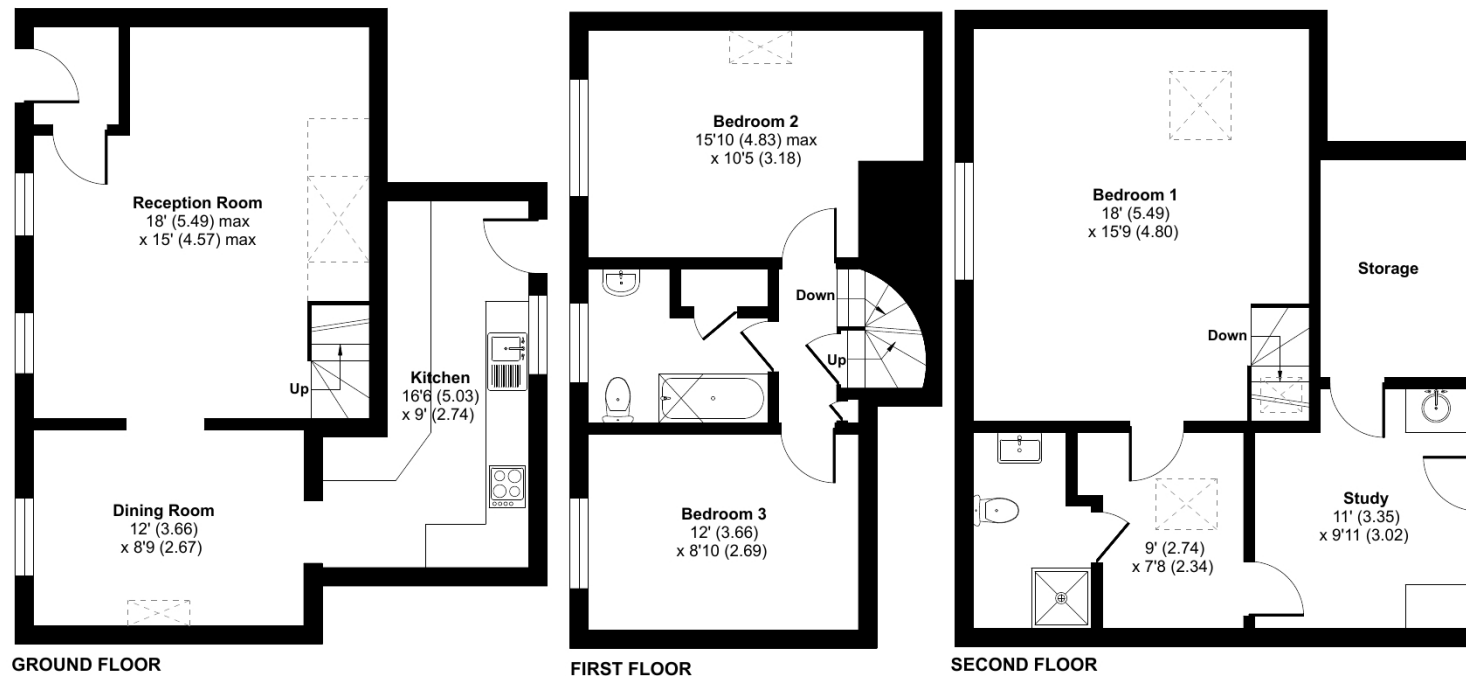 Reception Room
18' (5.49) max
x 15' (4.57) max
Up
Kitchen
16'6 (5.03)
x 9' (2.74)
Dining Room
12' (3.66)
x 8'9 (2.67)
GROUND FLOOR
Bedroom 2
15'10 (4.83) max
x 10'5 (3.18)
Down
Up
Bedroom 3
12' (3.66)
x 8'10 (2.69)
FIRST FLOOR
Bedroom 1
18' (5.49)
x 15'9 (4.80)
Storage
Down
Study
11' (3.35)
x 9'11 (3.02)
9' (2.74)
x 7'8 (2.34)
SECOND FLOOR